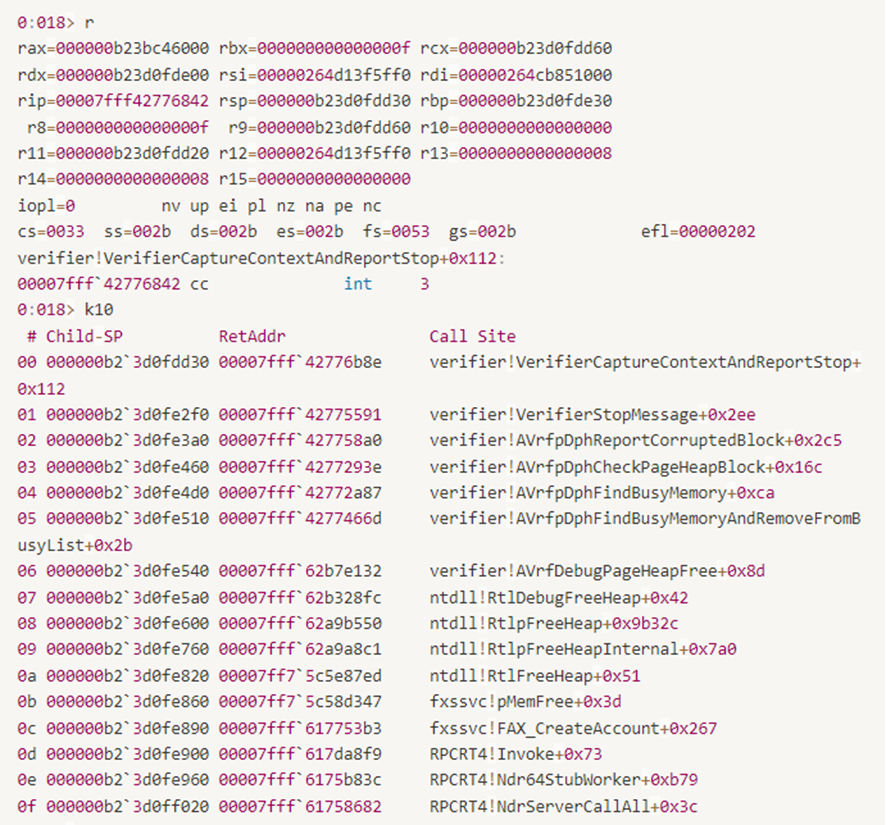 0:018> r
rax=000000b23bc46000 rbx=000000000000000f rcx=000000b23d0fdd60
rdx=000000b23d0fde00 rsi=00000264d13f5ff0 rdi=00000264cb851000
rip=00007fff42776842 rsp=000000b23d0fdd30 rbp=000000b23d0fde30
r8=000000000000000f r9=000000b23d0fdd60 r10=0000000000000000
r11=000000b23d0fdd20 r12=00000264d13f5ff0 r13=0000000000000008
r14=0000000000000008 r15=0000000000000000
iopl=0 nv up ei pl nz na pe nc
cs=0033 ss=002b ds=002b es=002b fs=0053 gs=002b efl=00000202
verifier!VerifierCaptureContextAndReportStop+0x112:
00007fff`42776842 cc int 3
0:018> k10
# Child-SP RetAddr Call Site
00 000000b2`3d0fdd30 00007fff`42776b8e verifier!VerifierCaptureContextAndReportStop+
0x112
01 000000b2`3d0fe2f0 00007fff`42775591 verifier!VerifierStopMessage+0x2ee
02 000000b2`3d0fe3a0 00007fff`427758a0 verifier!AVrfpDphReportCorruptedBlock+0x2c5
03 000000b2`3d0fe460 00007fff`4277293e verifier!AVrfpDphCheckPageHeapBlock+0x16c
04 000000b2`3d0fe4d0 00007fff`42772a87 verifier!AVrfpDphFindBusyMemory+0xca
05 000000b2`3d0fe510 00007fff`4277466d verifier!AVrfpDphFindBusyMemoryAndRemoveFromB
usyList+0x2b
06 000000b2`3d0fe540 00007fff`62b7e132 verifier!AVrfDebugPageHeapFree+0x8d
07 000000b2`3d0fe5a0 00007fff`62b328fc ntdll!RtlDebugFreeHeap+0x42
08 000000b2`3d0fe600 00007fff`62a9b550 ntdll!RtlpFreeHeap+0x9b32c
09 000000b2`3d0fe760 00007fff`62a9a8c1 ntdll!RtlpFreeHeapInternal+0x7a0
0a 000000b2`3d0fe820 00007ff7`5c5e87ed ntdll!RtlFreeHeap+0x51
0b 000000b2`3d0fe860 00007ff7`5c58d347 fxssvc!pMemFree+0x3d
0c 000000b2`3d0fe890 00007fff`617753b3 fxssvc!FAX_CreateAccount+0x267
0d 000000b2`3d0fe900 00007fff`617da8f9 RPCRT4!Invoke+0x73
0e 000000b2`3d0fe960 00007fff`6175b83c RPCRT4!Ndr64StubWorker+0xb79
0f 000000b2`3d0ff020 00007fff`61758682 RPCRT4!NdrServerCallAll+0x3c